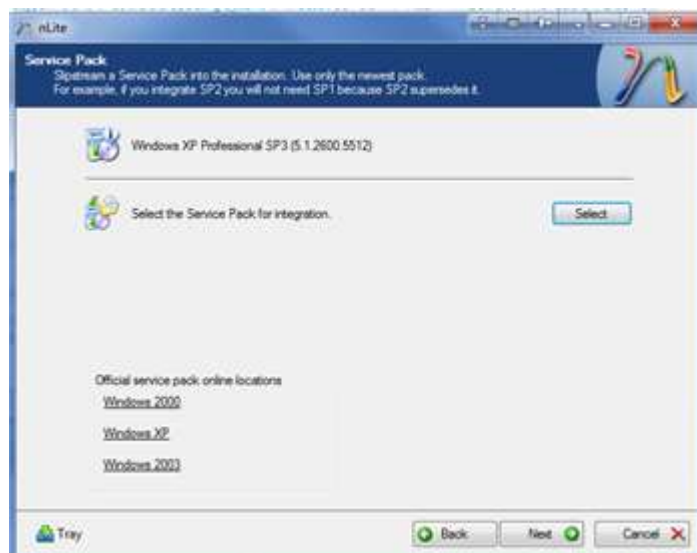 nLite
Service Pack
Slipstream a Service Pack into the installation. Use only the newest pack.
For example, if you integrate SP2 you will not need SP1 because SP2 supersedes it.
Windows XP Professional SP3 (5.1.2600.5512)
Select the Service Pack for integration.
Select
Official service pack online locations
Windows 2000
Windows XP
Windows 2003
Tray
Back
Next
Cancel